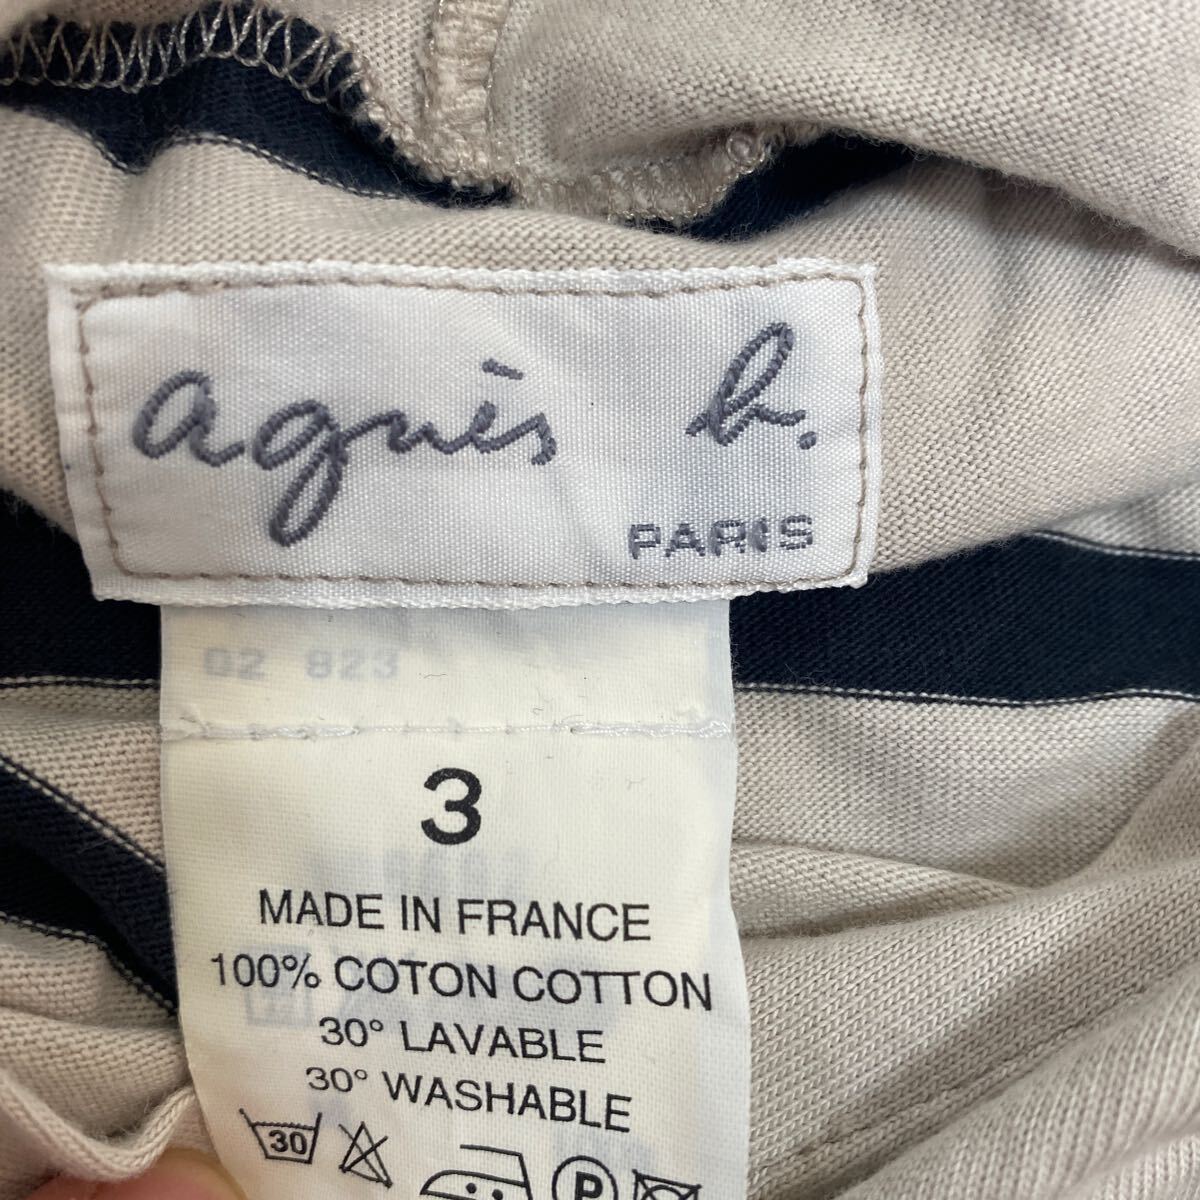 agnès b.
PARIS
02 823
3
MADE IN FRANCE
100% COTON COTTON
30° LAVABLE
30° WASHABLE
30
P